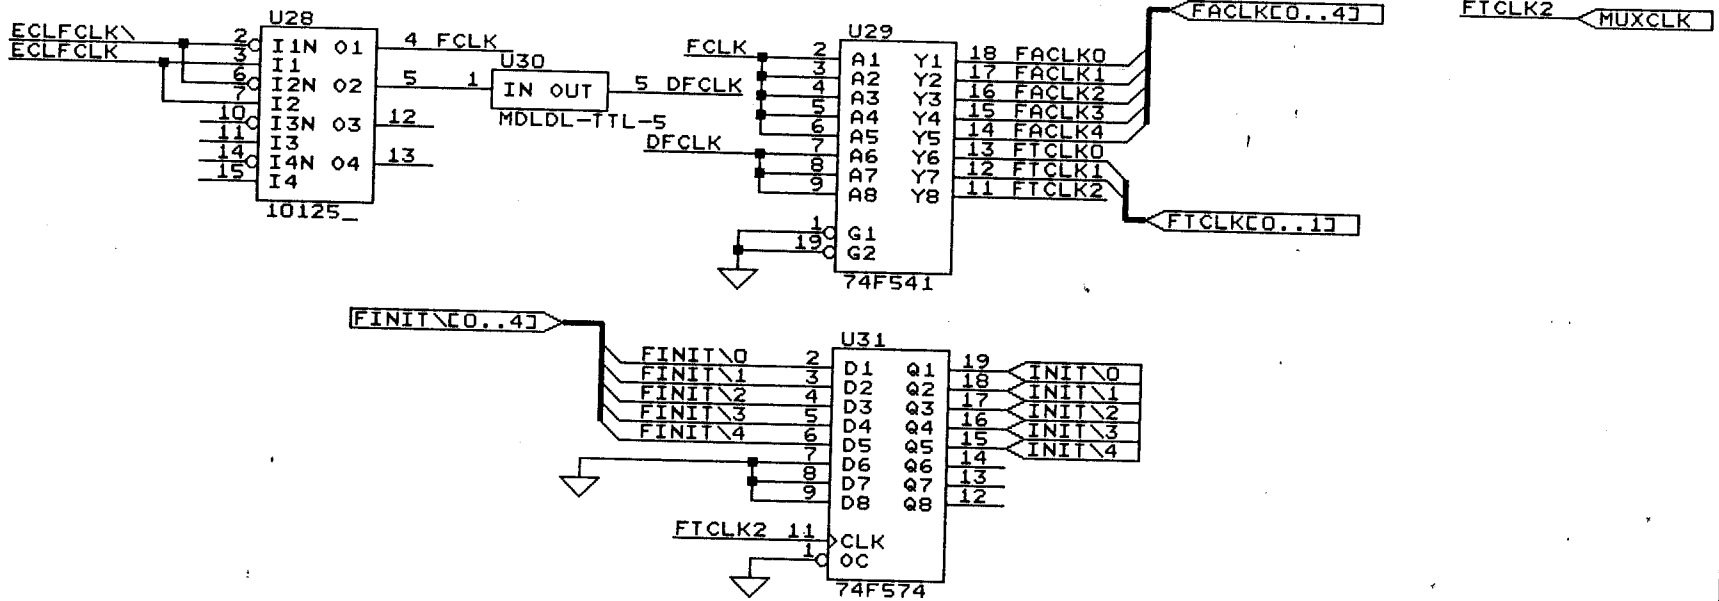 FACLK[0..4]
FTCLK2 MUXCLK
U28
ECLFCLK\ 2 I1N O1 4 FCLK
ECLFCLK 3 I1
6 I2N O2 5
7 I2
10 I3N O3 12
11 I3
14 I4N O4 13
15 I4
10125_
U30
1 IN OUT 5 DFCLK
MDLDL-TTL-5
U29
FCLK 2 A1 Y1 18 FACLK0
3 A2 Y2 17 FACLK1
4 A3 Y3 16 FACLK2
5 A4 Y4 15 FACLK3
6 A5 Y5 14 FACLK4
DFCLK 7 A6 Y6 13 FTCLK0
8 A7 Y7 12 FTCLK1
9 A8 Y8 11 FTCLK2
1 G1
19 G2
74F541
FTCLK[0..1]
FINIT\[0..4]
U31
FINIT\0 2 D1 Q1 19 INIT\0
FINIT\1 3 D2 Q2 18 INIT\1
FINIT\2 4 D3 Q3 17 INIT\2
FINIT\3 5 D4 Q4 16 INIT\3
FINIT\4 6 D5 Q5 15 INIT\4
7 D6 Q6 14
8 D7 Q7 13
9 D8 Q8 12
FTCLK2 11 CLK
1 OC
74F574